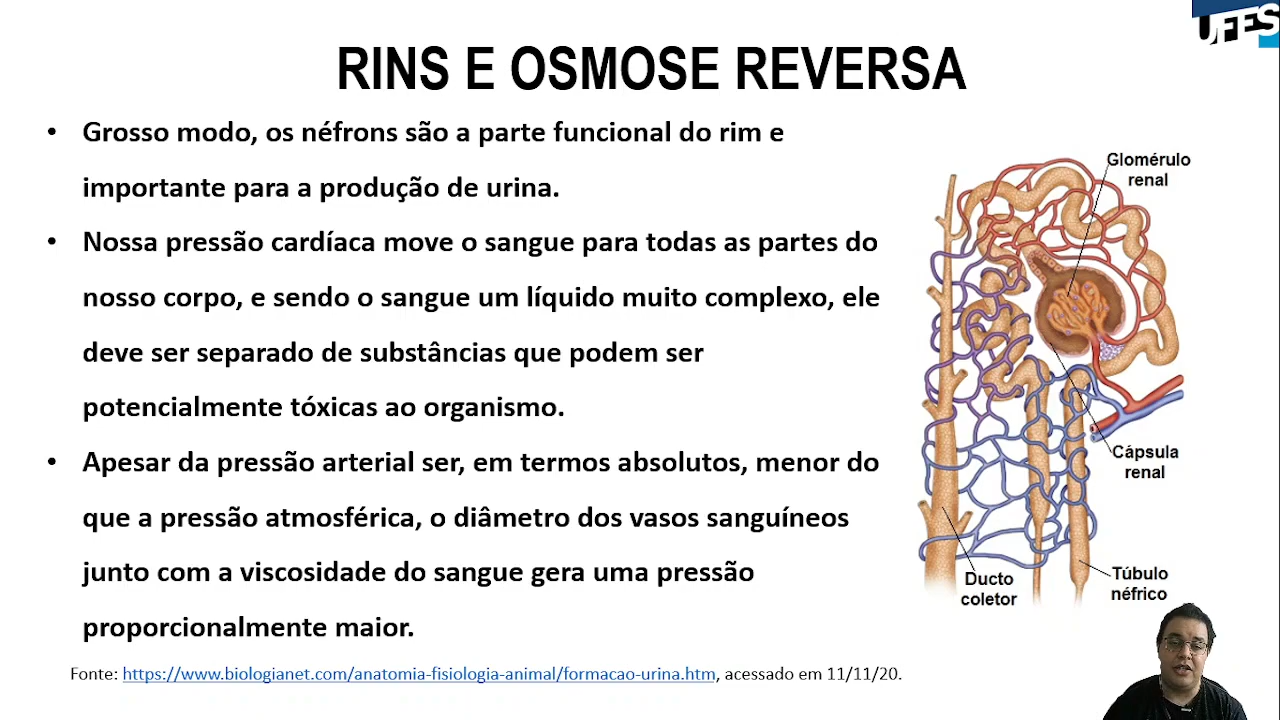 UFES
RINS E OSMOSE REVERSA
• Grosso modo, os néfrons são a parte funcional do rim e
importante para a produção de urina.
• Nossa pressão cardíaca move o sangue para todas as partes do
nosso corpo, e sendo o sangue um líquido muito complexo, ele
deve ser separado de substâncias que podem ser
potencialmente tóxicas ao organismo.
• Apesar da pressão arterial ser, em termos absolutos, menor do
que a pressão atmosférica, o diâmetro dos vasos sanguíneos
junto com a viscosidade do sangue gera uma pressão
proporcionalmente maior.
Glomérulo
renal
Cápsula
renal
Ducto
coletor
Túbulo
néfrico
Fonte: https://www.biologianet.com/anatomia-fisiologia-animal/formacao-urina.htm, acessado em 11/11/20.